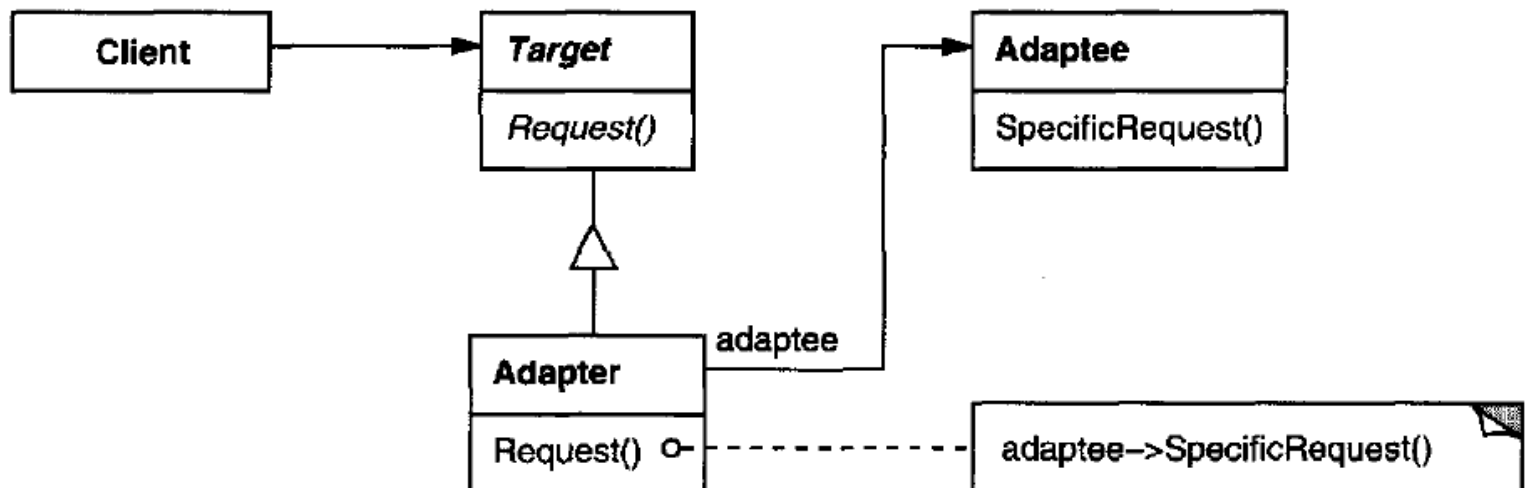 Client
Target
Request()
Adaptee
SpecificRequest()
adaptee
Adapter
Request()
adaptee->SpecificRequest()